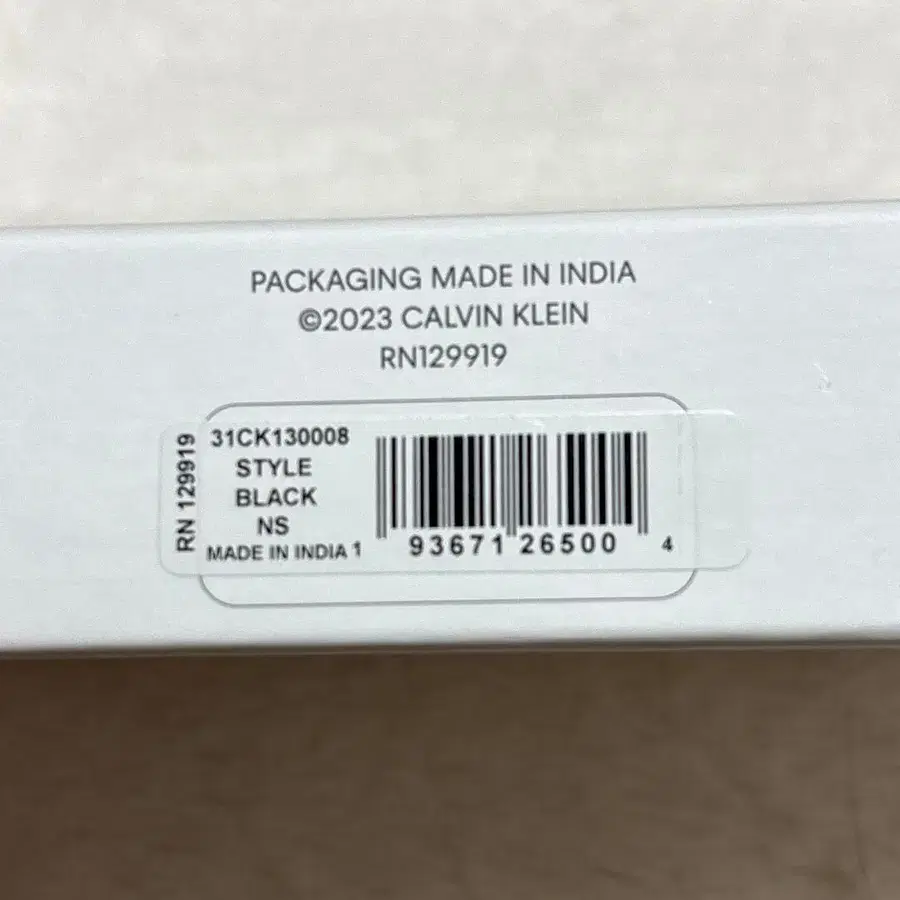 PACKAGING MADE IN INDIA
©2023 CALVIN KLEIN
RN129919
RN 129919
31CK130008
STYLE
BLACK
NS
MADE IN INDIA
1 93671 26500 4